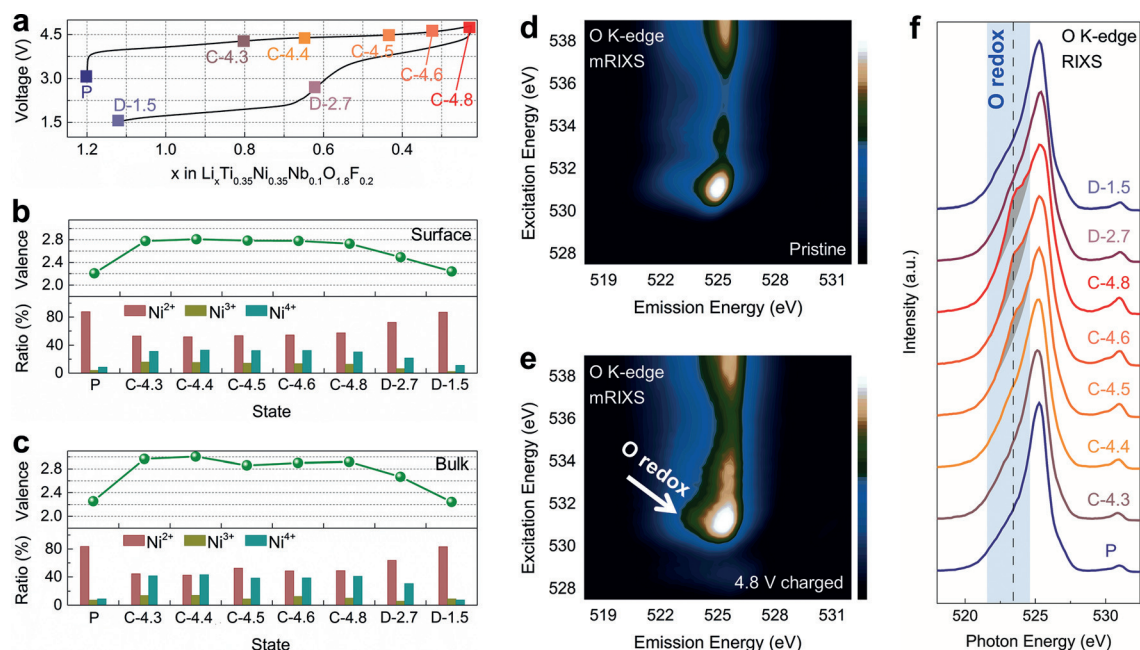 a
Voltage (V)
4.5
3.0
1.5
P
C-4.3
C-4.4
C-4.5
C-4.6
C-4.8
D-2.7
D-1.5
1.2 1.0 0.8 0.6 0.4
x in LiₓTi₀.₃₅Ni₀.₃₅Nb₀.₁O₁.₈F₀.₂
b
Surface
Valence
2.8
2.4
2.0
Ni²⁺ Ni³⁺ Ni⁴⁺
Ratio (%)
80
40
0
P C-4.3 C-4.4 C-4.5 C-4.6 C-4.8 D-2.7 D-1.5
State
c
Bulk
Valence
2.8
2.4
2.0
Ni²⁺ Ni³⁺ Ni⁴⁺
Ratio (%)
80
40
0
P C-4.3 C-4.4 C-4.5 C-4.6 C-4.8 D-2.7 D-1.5
State
d
O K-edge
mRIXS
Excitation Energy (eV)
538
536
534
532
530
528
Pristine
519 522 525 528 531
Emission Energy (eV)
e
O K-edge
mRIXS
O redox
Excitation Energy (eV)
538
536
534
532
530
528
4.8 V charged
519 522 525 528 531
Emission Energy (eV)
f
O K-edge
RIXS
O redox
Intensity (a.u.)
D-1.5
D-2.7
C-4.8
C-4.6
C-4.5
C-4.4
C-4.3
P
520 525 530
Photon Energy (eV)